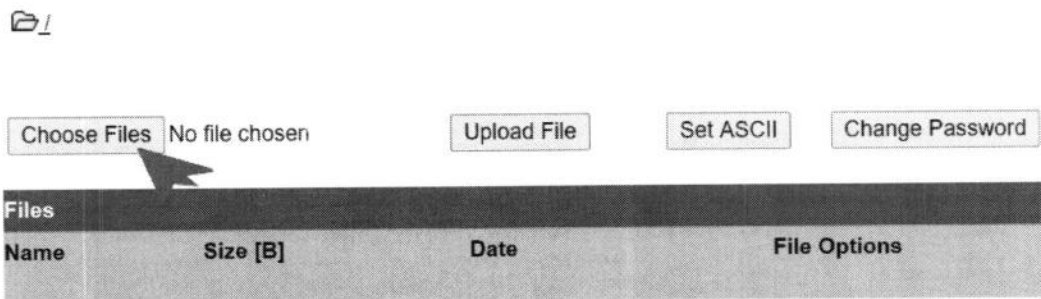 /
Choose Files No file chosen Upload File Set ASCII Change Password
Files
Name Size [B] Date File Options